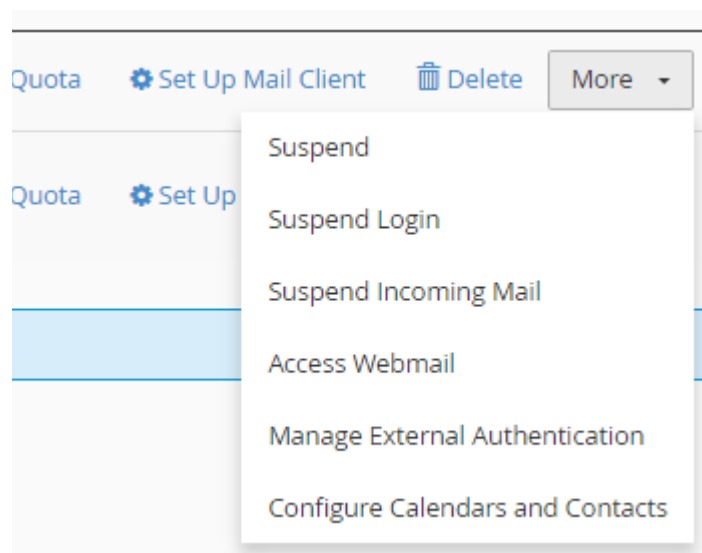 Quota Set Up Mail Client Delete More
Suspend
Quota Set Up
Suspend Login
Suspend Incoming Mail
Access Webmail
Manage External Authentication
Configure Calendars and Contacts